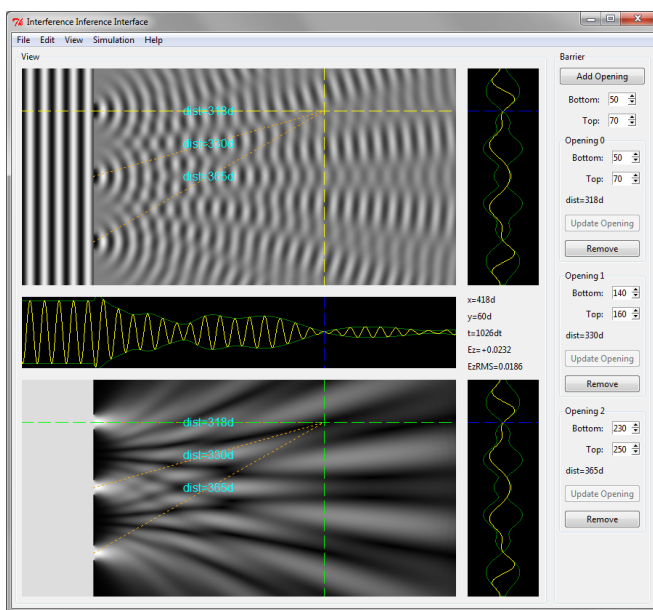 Interference Inference Interface
File Edit View Simulation Help
View
dist=318d
dist=330d
dist=365d
x=418d
y=60d
t=1026dt
Ez=+0.0232
EzRMS=0.0186
dist=318d
dist=330d
dist=365d
Barrier
Add Opening
Bottom: 50
Top: 70
Opening 0
Bottom: 50
Top: 70
dist=318d
Update Opening
Remove
Opening 1
Bottom: 140
Top: 160
dist=330d
Update Opening
Remove
Opening 2
Bottom: 230
Top: 250
dist=365d
Update Opening
Remove